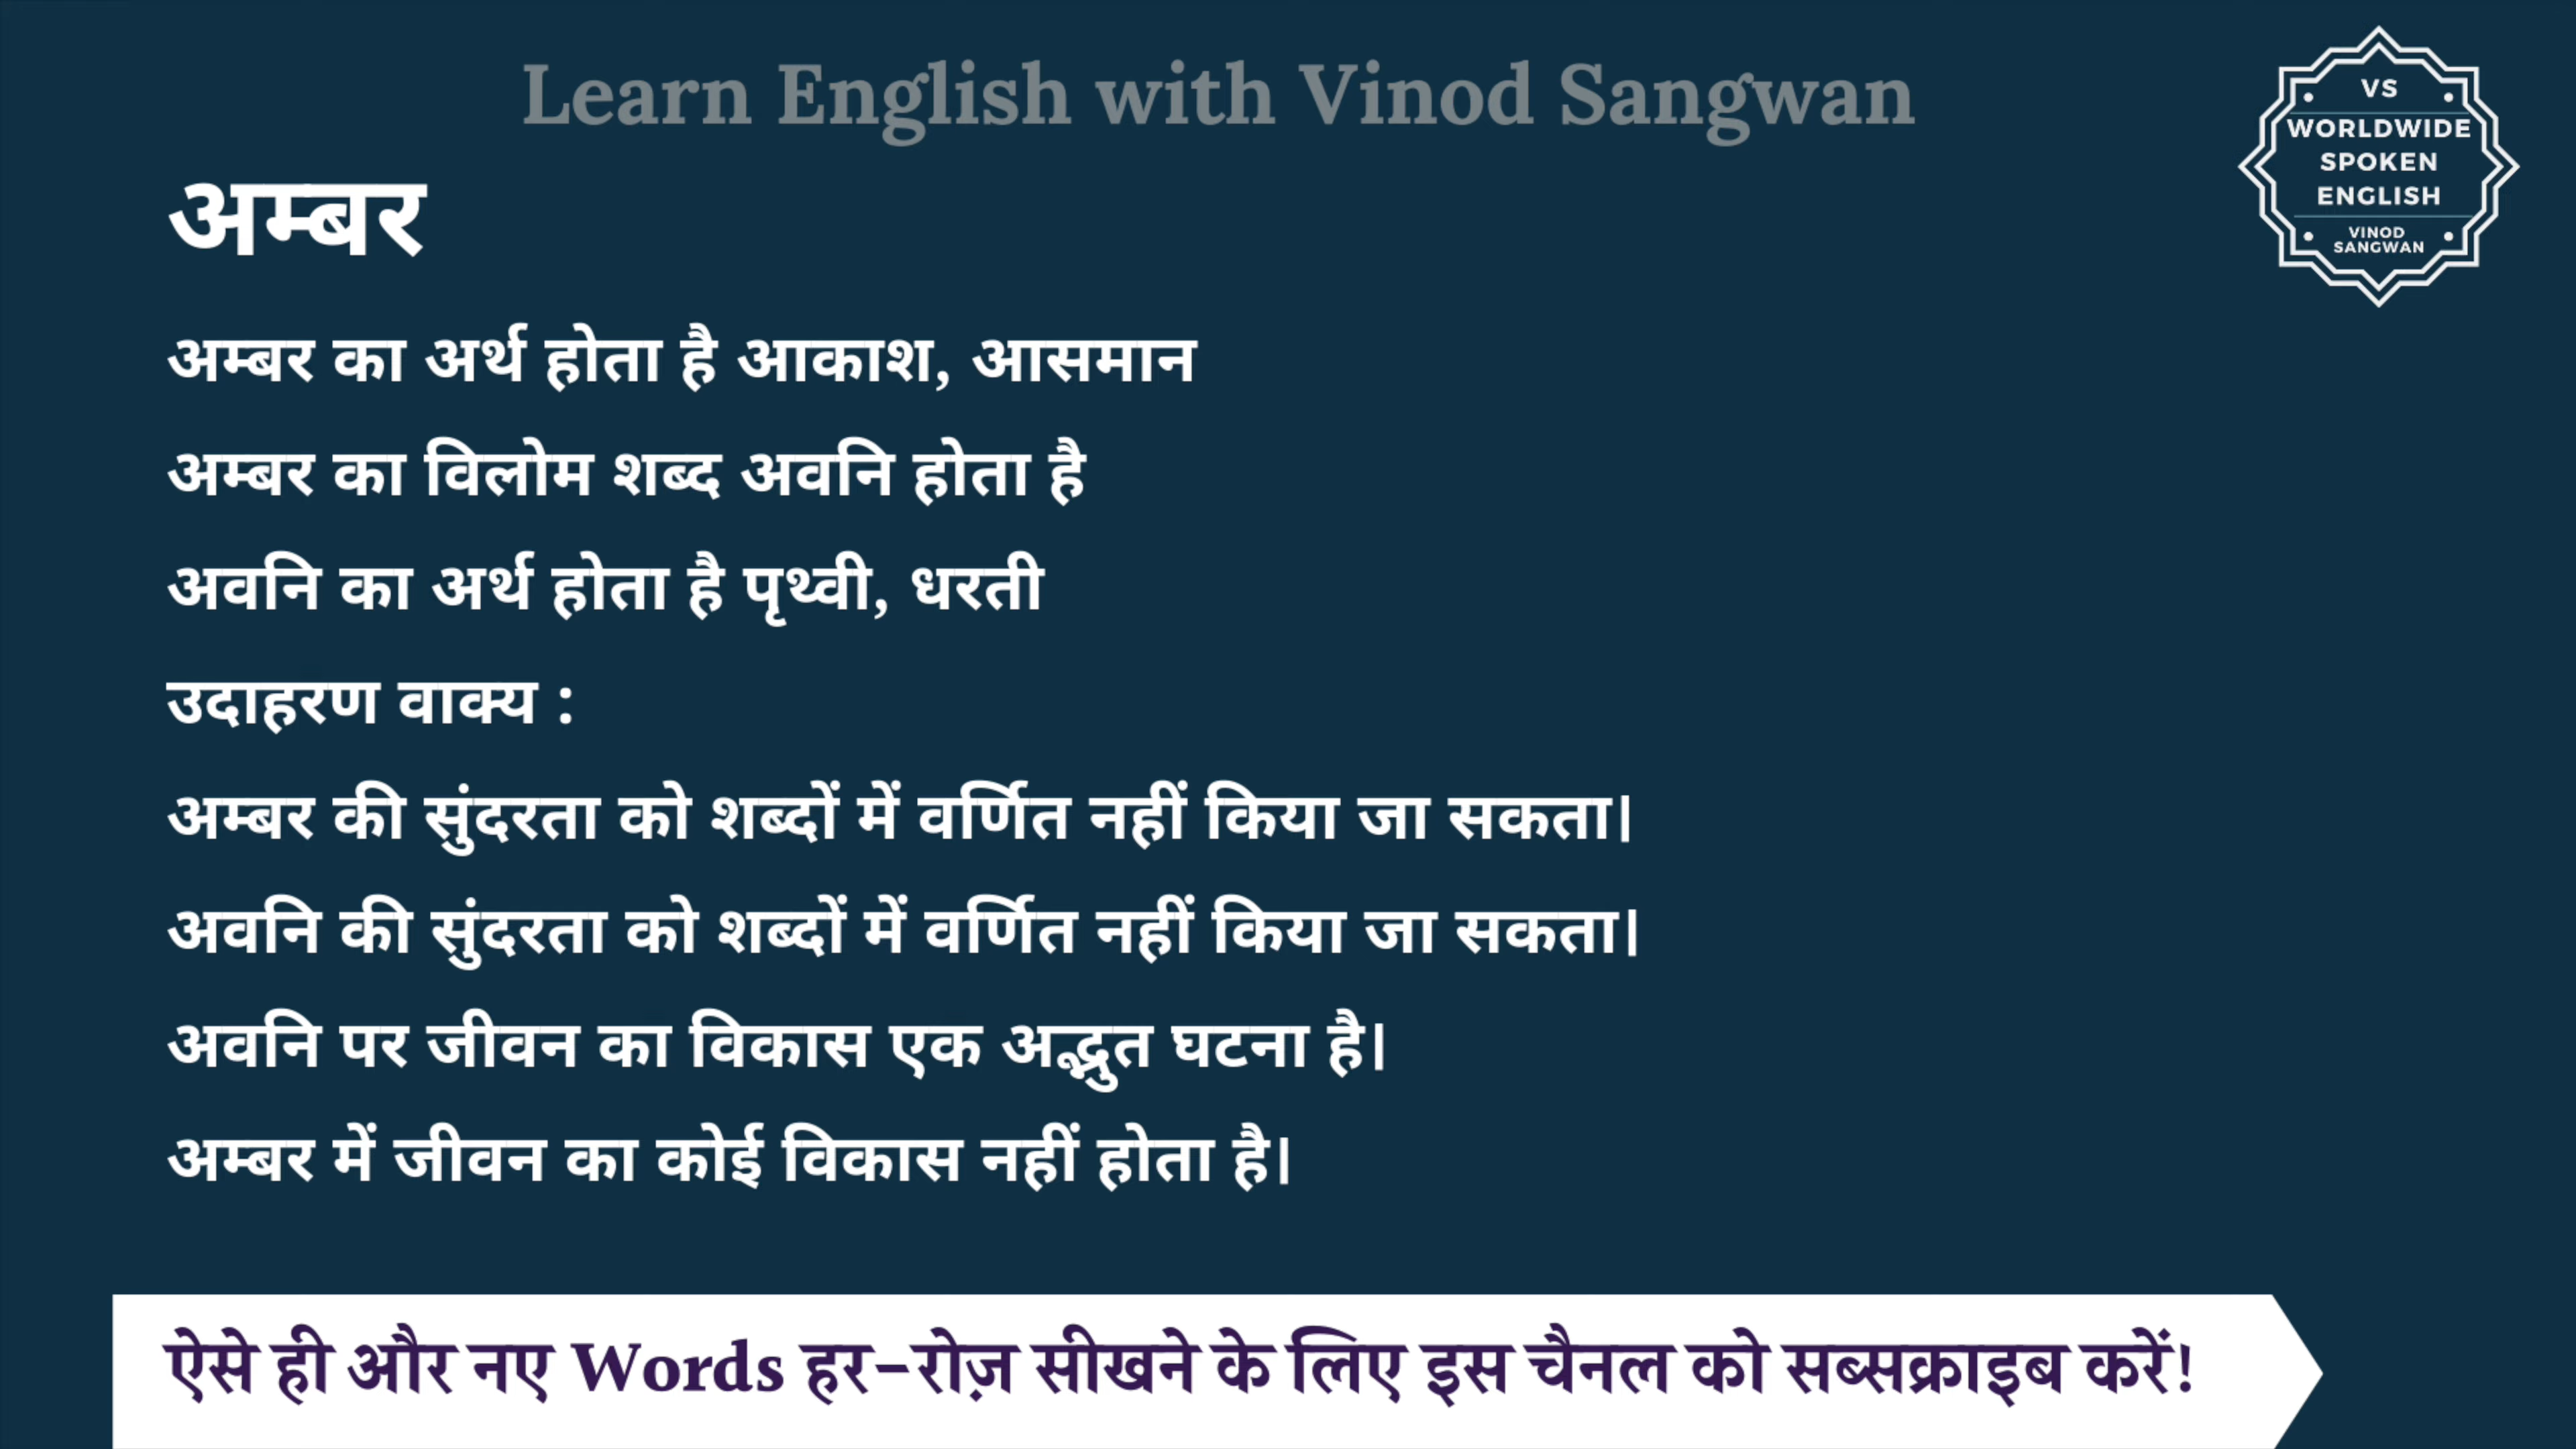 Learn English with Vinod Sangwan
VS
WORLDWIDE
SPOKEN
ENGLISH
VINOD
SANGWAN
अम्बर
अम्बर का अर्थ होता है आकाश, आसमान
अम्बर का विलोम शब्द अवनि होता है
अवनि का अर्थ होता है पृथ्वी, धरती
उदाहरण वाक्य :
अम्बर की सुंदरता को शब्दों में वर्णित नहीं किया जा सकता।
अवनि की सुंदरता को शब्दों में वर्णित नहीं किया जा सकता।
अवनि पर जीवन का विकास एक अद्भुत घटना है।
अम्बर में जीवन का कोई विकास नहीं होता है।
ऐसे ही और नए Words हर-रोज़ सीखने के लिए इस चैनल को सब्सक्राइब करें!